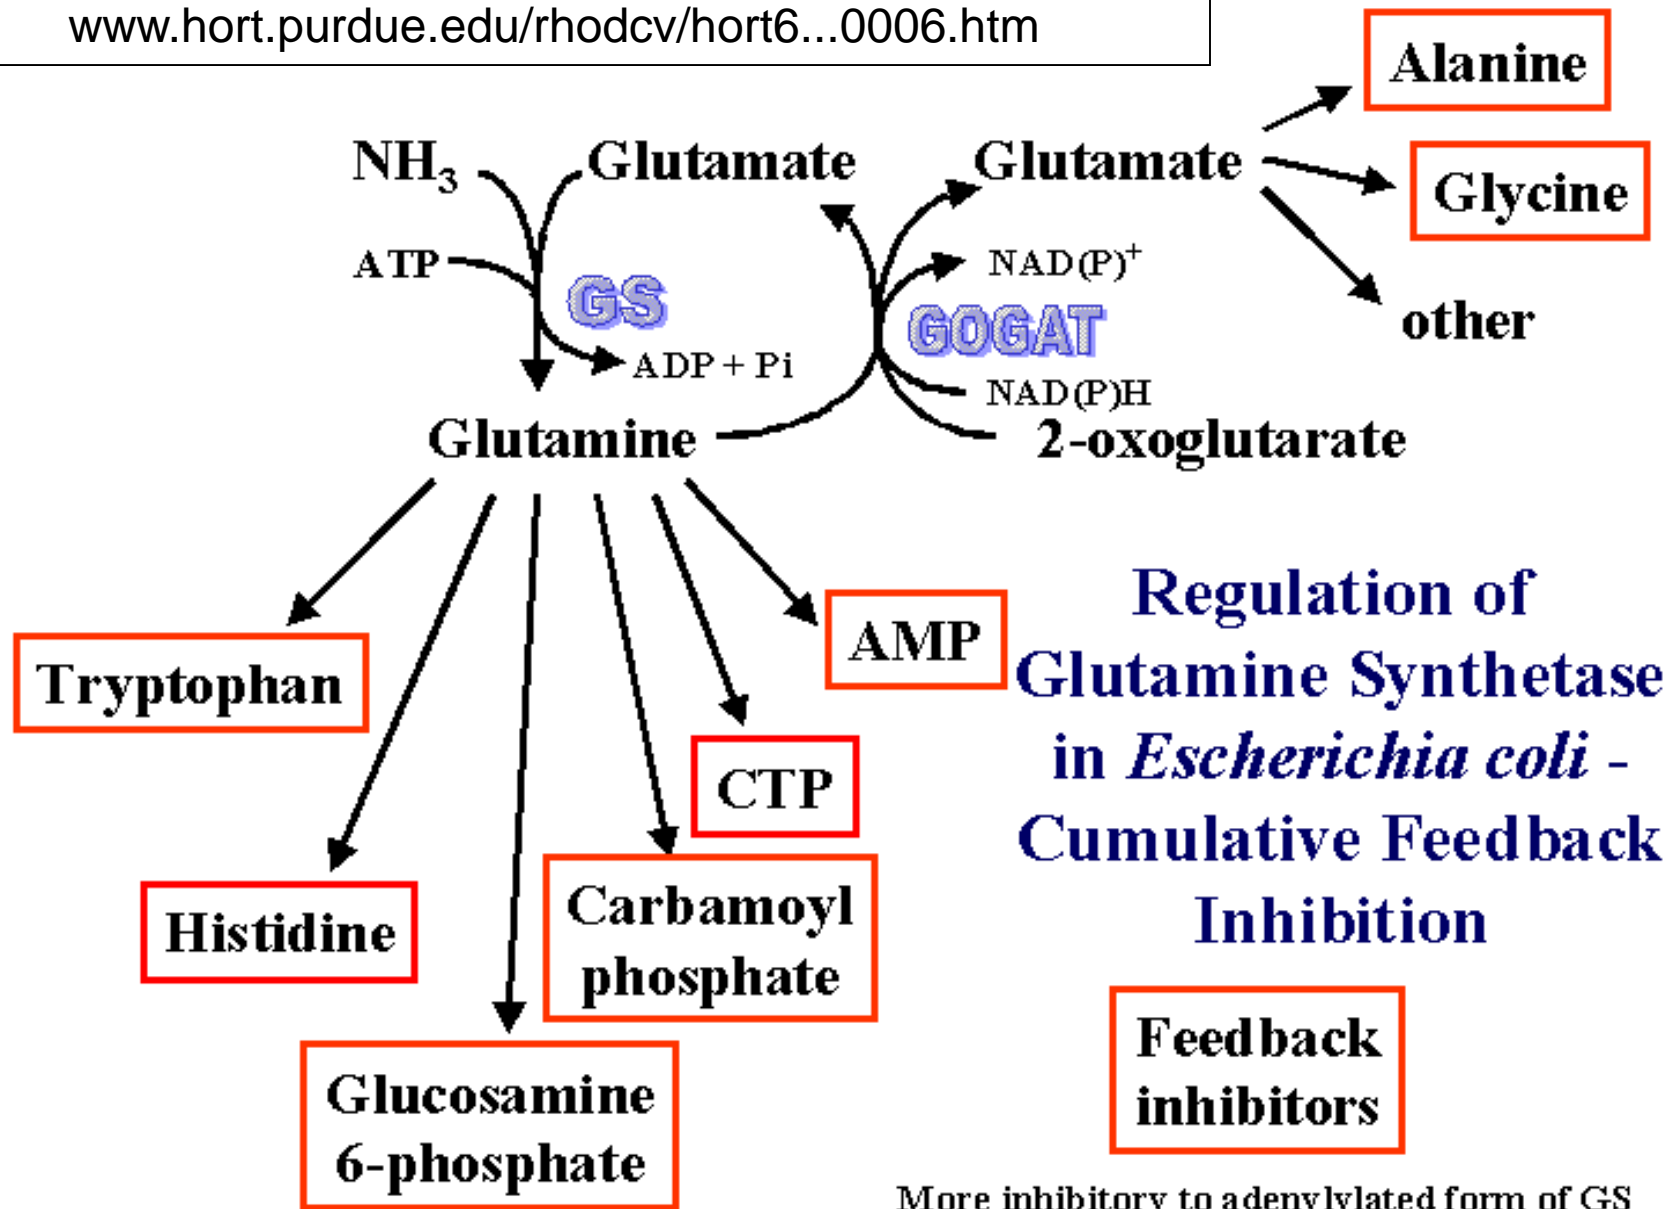 www.hort.purdue.edu/rhodcv/hort6...0006.htm
Alanine
NH3
Glutamate
Glutamate
Glycine
ATP
NAD(P)+
GS
GOGAT
other
ADP + Pi
NAD(P)H
Glutamine
2-oxoglutarate
Tryptophan
AMP
CTP
Histidine
Carbamoyl
phosphate
Glucosamine
6-phosphate
Regulation of
Glutamine Synthetase
in Escherichia coli -
Cumulative Feedback
Inhibition
Feedback
inhibitors
More inhibitory to adenylylated form of GS